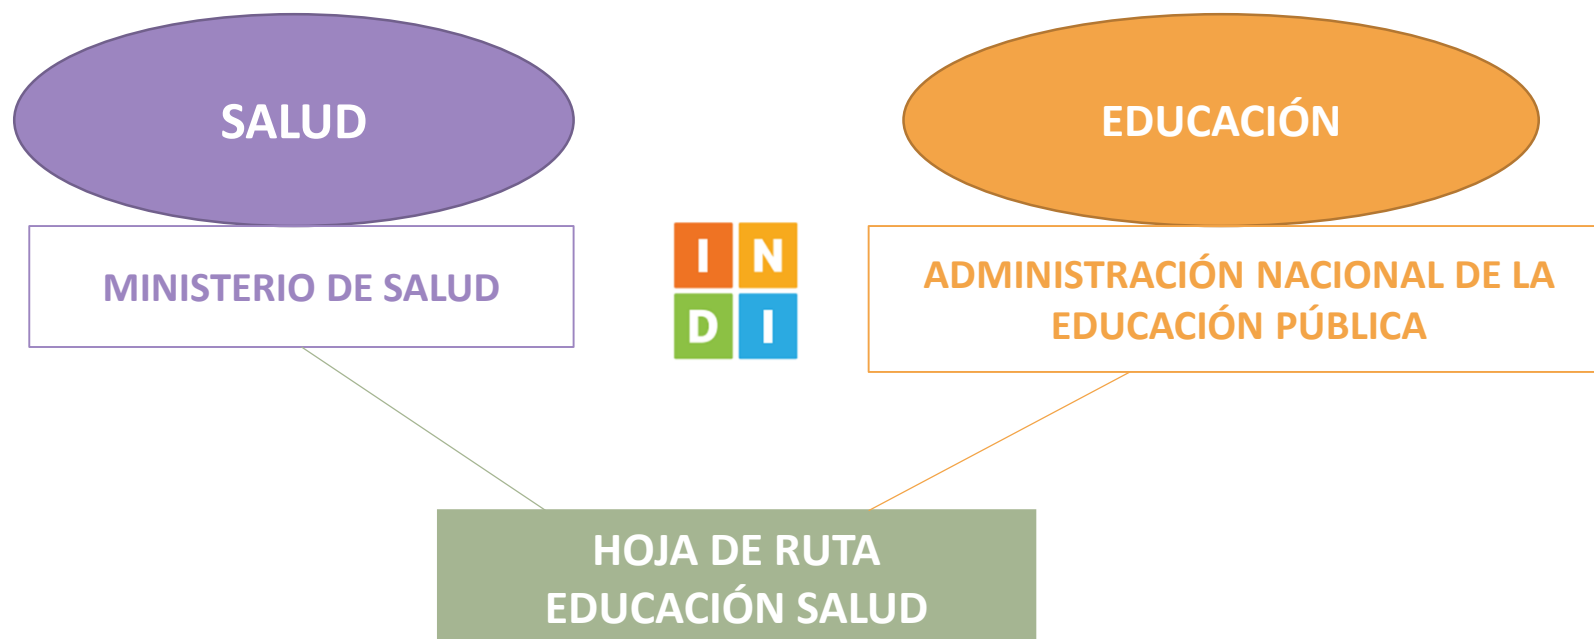 SALUD
EDUCACIÓN
MINISTERIO DE SALUD
I N
D I
ADMINISTRACIÓN NACIONAL DE LA
EDUCACIÓN PÚBLICA
HOJA DE RUTA
EDUCACIÓN SALUD